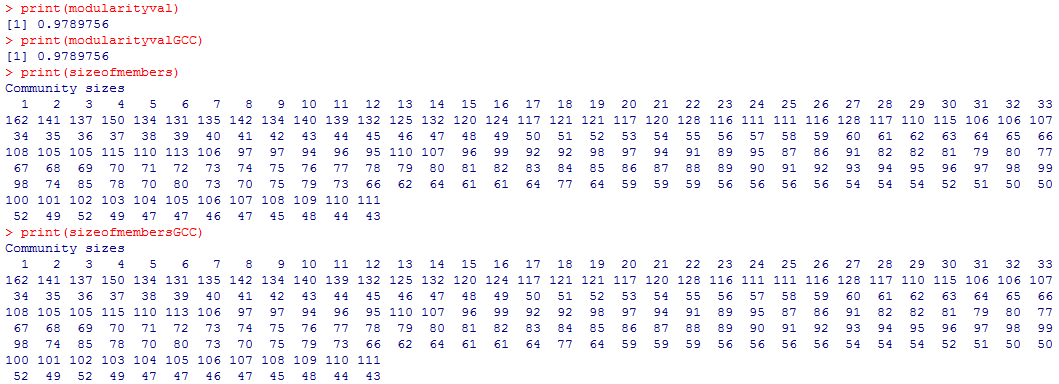 > print(modularityval)
[1] 0.9789756
> print(modularityvalGCC)
[1] 0.9789756
> print(sizeofmembers)
Community sizes
1 2 3 4 5 6 7 8 9 10 11 12 13 14 15 16 17 18 19 20 21 22 23 24 25 26 27 28 29 30 31 32 33
162 141 137 150 134 131 135 142 134 140 139 132 125 132 120 124 117 121 121 117 120 128 116 111 111 116 128 117 110 115 106 106 107
34 35 36 37 38 39 40 41 42 43 44 45 46 47 48 49 50 51 52 53 54 55 56 57 58 59 60 61 62 63 64 65 66
108 105 105 115 110 113 106 97 97 94 96 95 110 107 96 99 92 92 98 97 94 91 89 95 87 86 91 82 82 81 79 80 77
67 68 69 70 71 72 73 74 75 76 77 78 79 80 81 82 83 84 85 86 87 88 89 90 91 92 93 94 95 96 97 98 99
98 74 85 78 70 80 73 70 75 79 73 66 62 64 61 61 64 77 64 59 59 59 56 56 56 56 54 54 54 52 51 50 50
100 101 102 103 104 105 106 107 108 109 110 111
52 49 52 49 47 47 46 47 45 48 44 43
> print(sizeofmembersGCC)
Community sizes
1 2 3 4 5 6 7 8 9 10 11 12 13 14 15 16 17 18 19 20 21 22 23 24 25 26 27 28 29 30 31 32 33
162 141 137 150 134 131 135 142 134 140 139 132 125 132 120 124 117 121 121 117 120 128 116 111 111 116 128 117 110 115 106 106 107
34 35 36 37 38 39 40 41 42 43 44 45 46 47 48 49 50 51 52 53 54 55 56 57 58 59 60 61 62 63 64 65 66
108 105 105 115 110 113 106 97 97 94 96 95 110 107 96 99 92 92 98 97 94 91 89 95 87 86 91 82 82 81 79 80 77
67 68 69 70 71 72 73 74 75 76 77 78 79 80 81 82 83 84 85 86 87 88 89 90 91 92 93 94 95 96 97 98 99
98 74 85 78 70 80 73 70 75 79 73 66 62 64 61 61 64 77 64 59 59 59 56 56 56 56 54 54 54 52 51 50 50
100 101 102 103 104 105 106 107 108 109 110 111
52 49 52 49 47 47 46 47 45 48 44 43